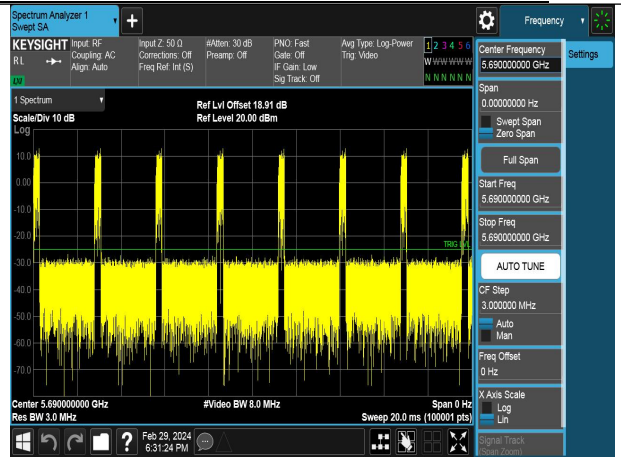 Spectrum Analyzer 1
Swept SA
Frequency
KEYSIGHT
RL
Input: RF
Coupling: AC
Align: Auto
Input Z: 50 Ω
Corrections: Off
Freq Ref: Int (S)
#Atten: 30 dB
Preamp: Off
PNO: Fast
Gate: Off
IF Gain: Low
Sig Track: Off
Avg Type: Log-Power
Trig: Video
1 2 3 4 5 6
W W W W W W
N N N N N N
LXI
1 Spectrum
Scale/Div 10 dB
Ref Lvl Offset 18.91 dB
Ref Level 20.00 dBm
Log
10.0
0.00
-10.0
-20.0
TRIG LVL
-30.0
-40.0
-50.0
-60.0
-70.0
Center 5.690000000 GHz
#Video BW 8.0 MHz
Span 0 Hz
Res BW 3.0 MHz
Sweep 20.0 ms (100001 pts)
Feb 29, 2024
6:31:24 PM
Center Frequency
5.690000000 GHz
Settings
Span
0.00000000 Hz
Swept Span
Zero Span
Full Span
Start Freq
5.690000000 GHz
Stop Freq
5.690000000 GHz
AUTO TUNE
CF Step
3.000000 MHz
Auto
Man
Freq Offset
0 Hz
X Axis Scale
Log
Lin
Signal Track
(Span Zoom)